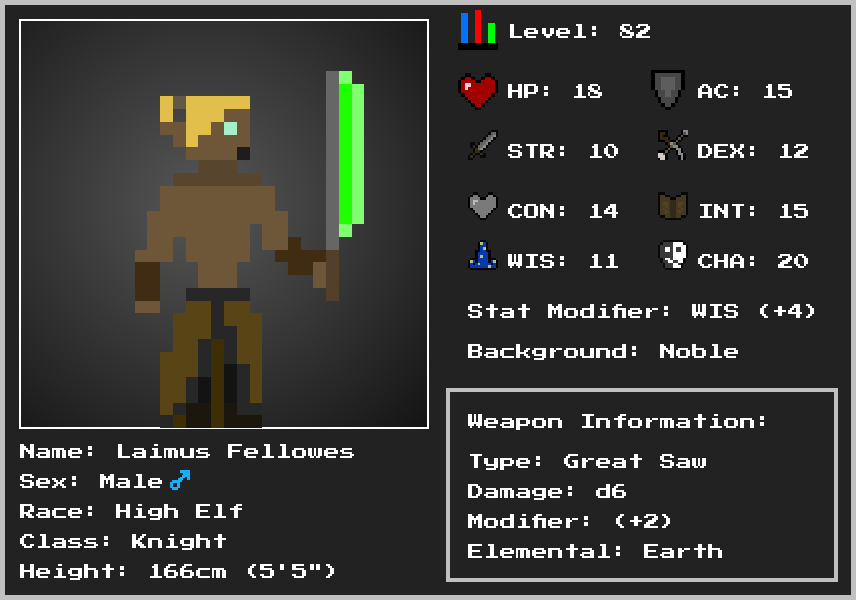 Level: 82
HP: 18
AC: 15
STR: 10
DEX: 12
CON: 14
INT: 15
WIS: 11
CHA: 20
Stat Modifier: WIS (+4)
Background: Noble
Name: Laimus Fellowes
Sex: Male♂
Race: High Elf
Class: Knight
Height: 166cm (5'5")
Weapon Information:
Type: Great Saw
Damage: d6
Modifier: (+2)
Elemental: Earth